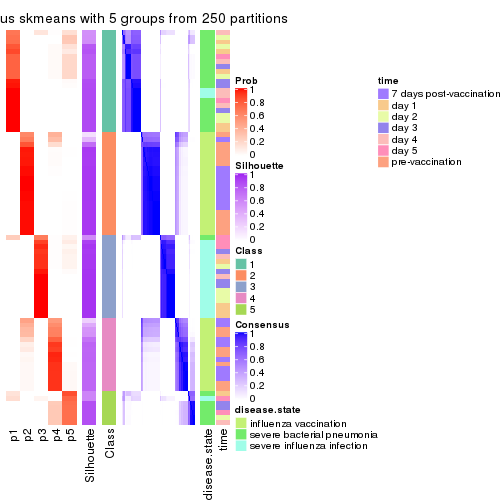 us skmeans with 5 groups from 250 partitions
Prob
1
0.8
0.6
0.4
0.2
0
Silhouette
1
0.8
0.6
0.4
0.2
0
Class
1
2
3
4
5
Consensus
1
0.8
0.6
0.4
0.2
0
disease.state
influenza vaccination
severe bacterial pneumonia
severe influenza infection
time
7 days post-vaccination
day 1
day 2
day 3
day 4
day 5
pre-vaccination
p1
p2
p3
p4
p5
Silhouette
Class
disease.state
time